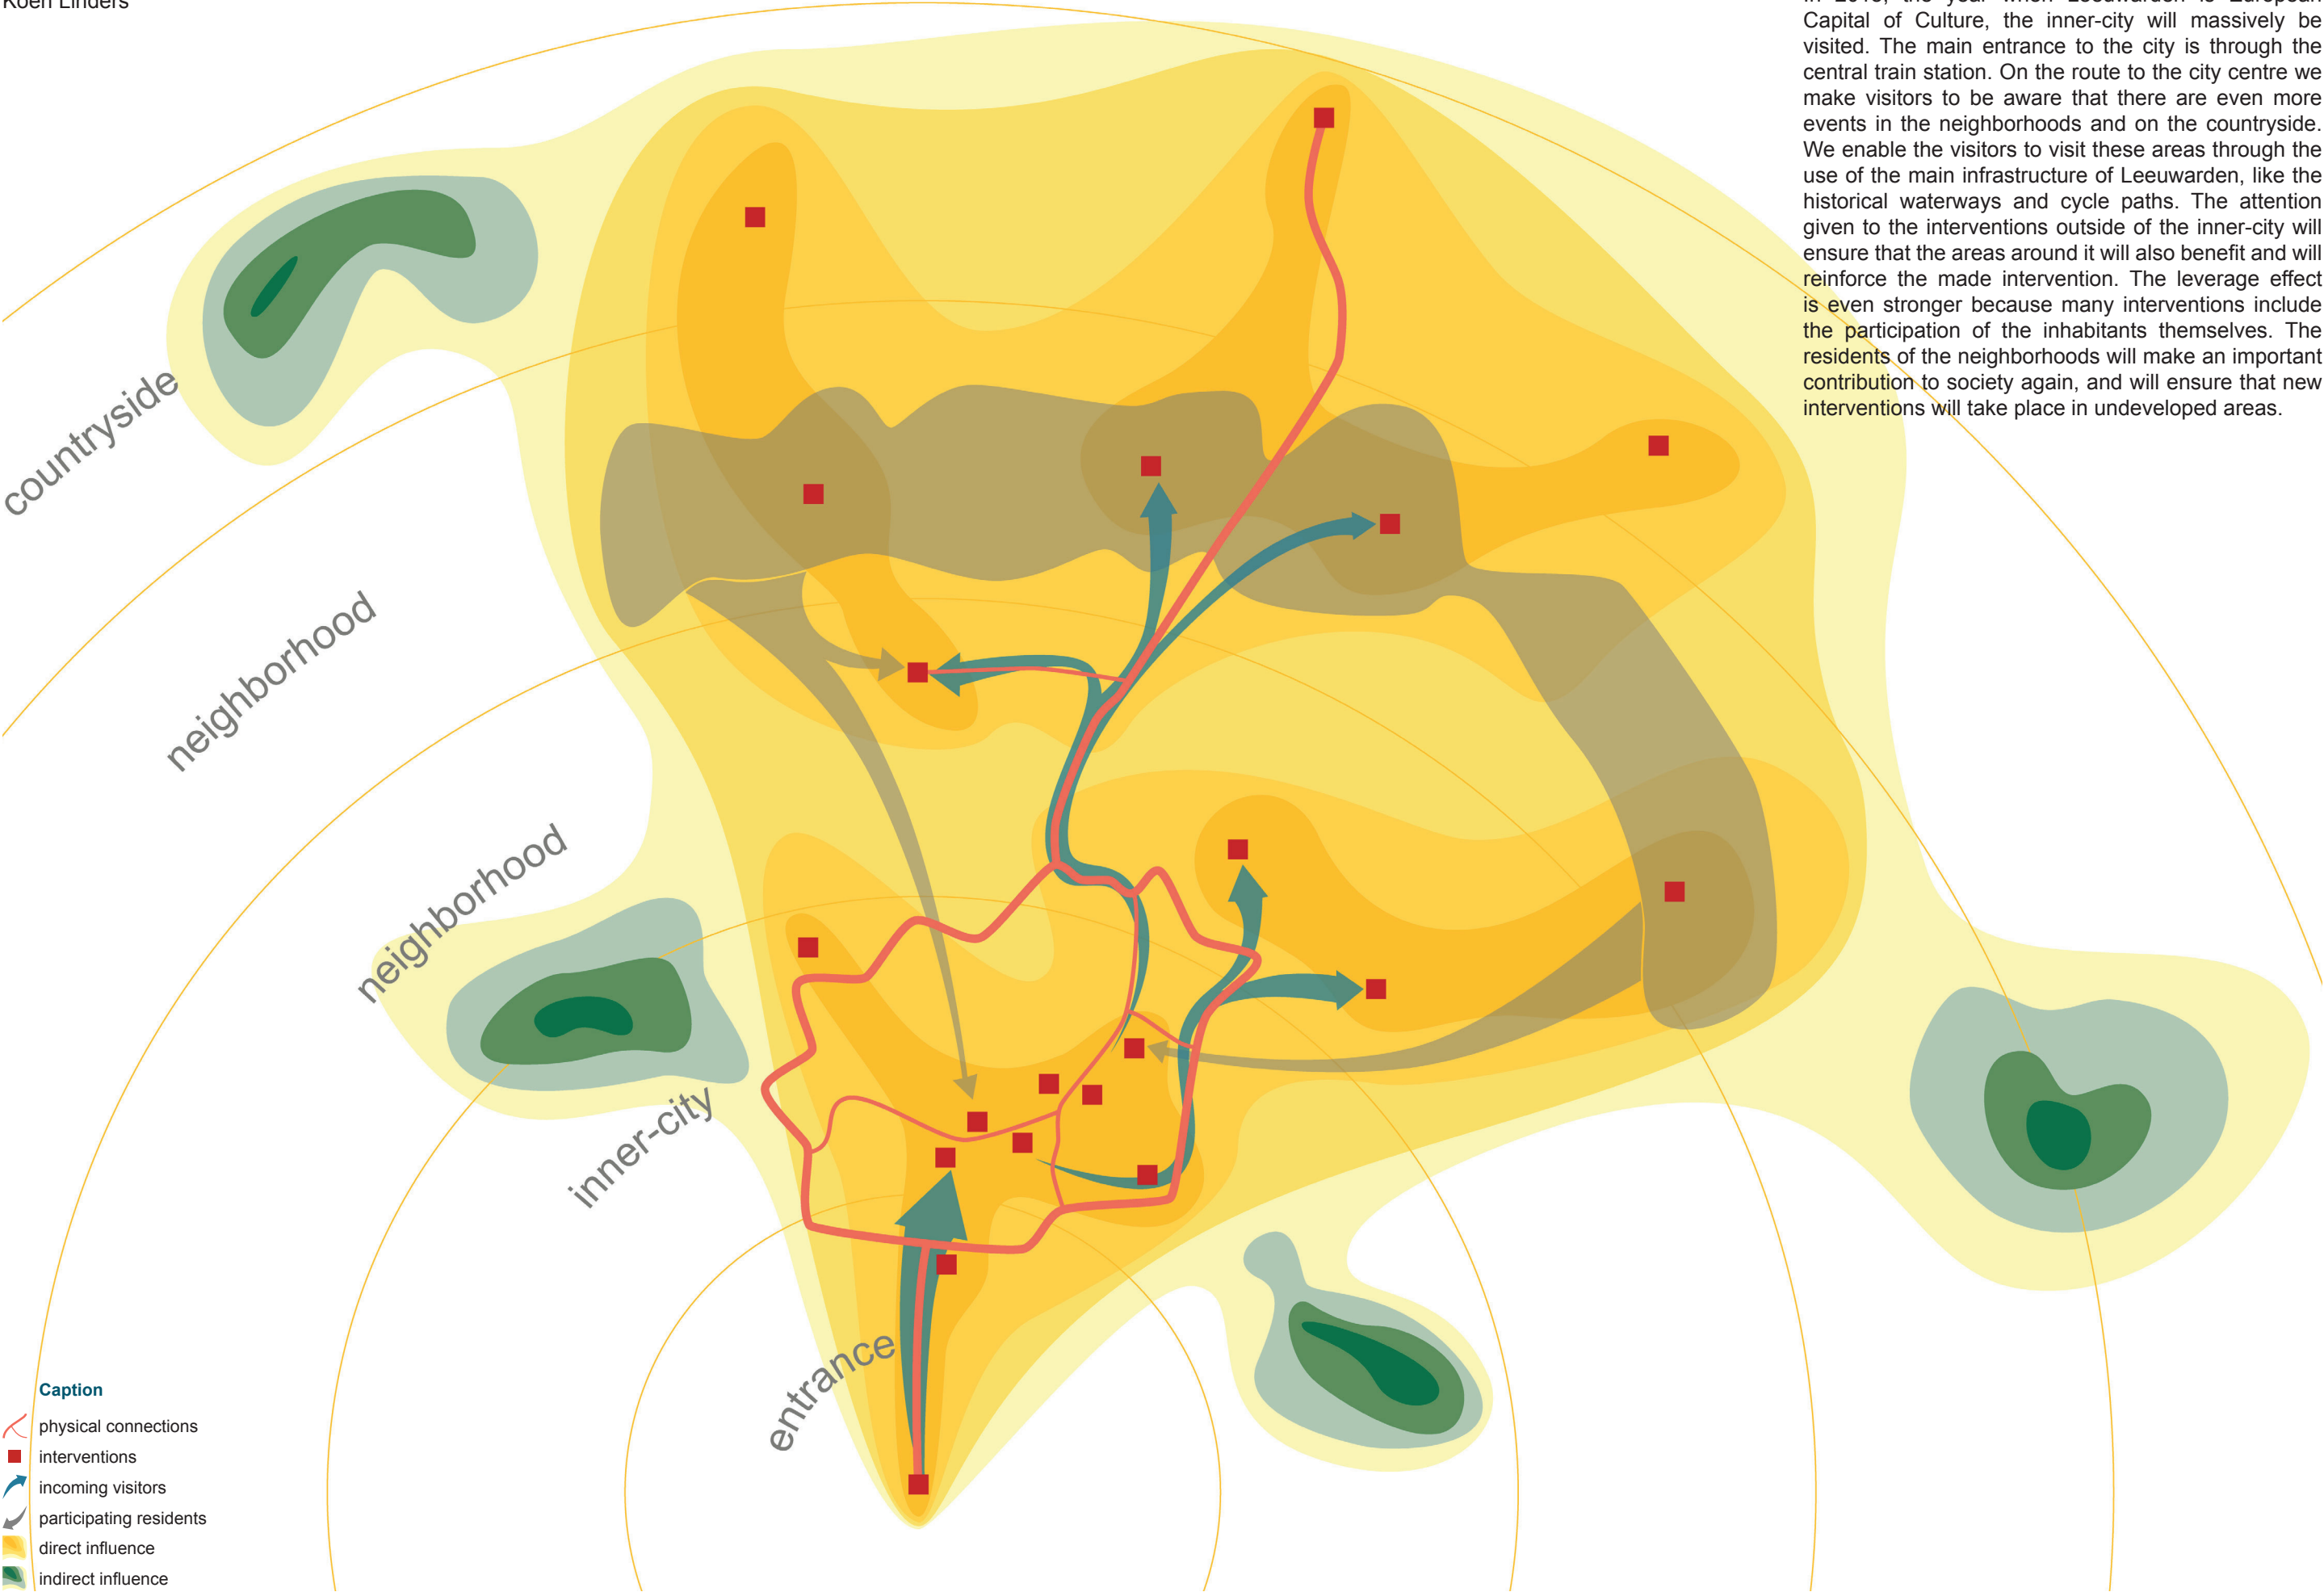 Koen Linders
In 2018, the year when Leeuwarden is European
Capital of Culture, the inner-city will massively be
visited. The main entrance to the city is through the
central train station. On the route to the city centre we
make visitors to be aware that there are even more
events in the neighborhoods and on the countryside.
We enable the visitors to visit these areas through the
use of the main infrastructure of Leeuwarden, like the
historical waterways and cycle paths. The attention
given to the interventions outside of the inner-city will
ensure that the areas around it will also benefit and will
reinforce the made intervention. The leverage effect
is even stronger because many interventions include
the participation of the inhabitants themselves. The
residents of the neighborhoods will make an important
contribution to society again, and will ensure that new
interventions will take place in undeveloped areas.
countryside
neighborhood
neighborhood
inner-city
entrance
Caption
physical connections
interventions
incoming visitors
participating residents
direct influence
indirect influence